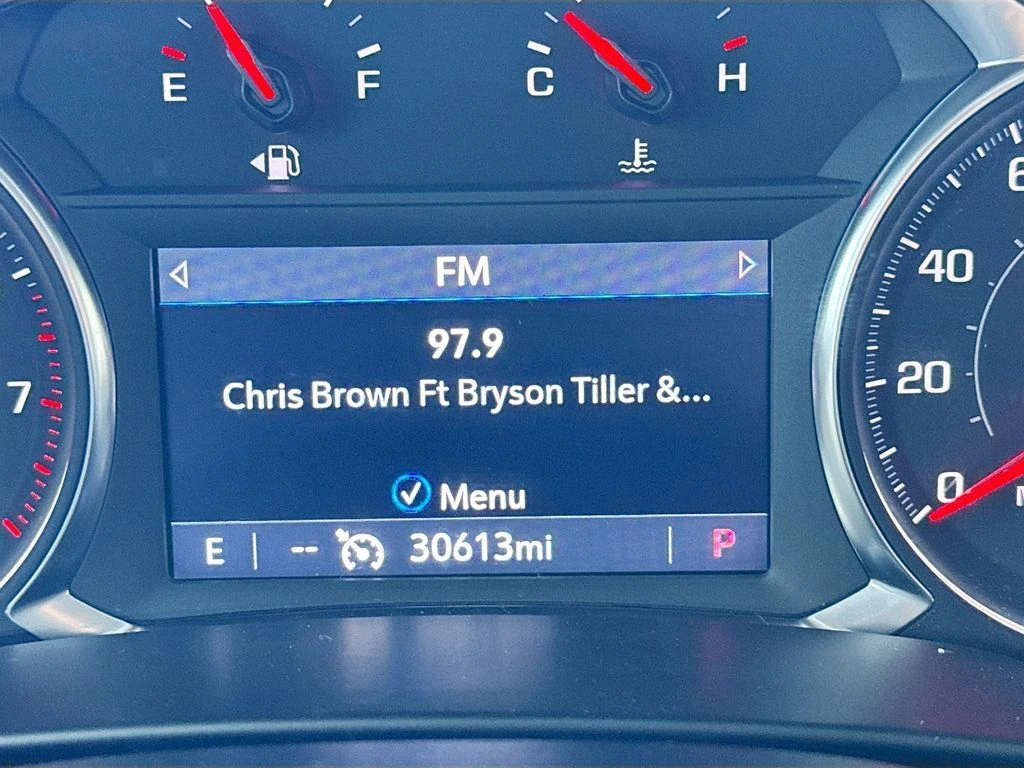 E F C H
FM
97.9
Chris Brown Ft Bryson Tiller &...
Menu
E -- 30613mi P
7
40
20
0